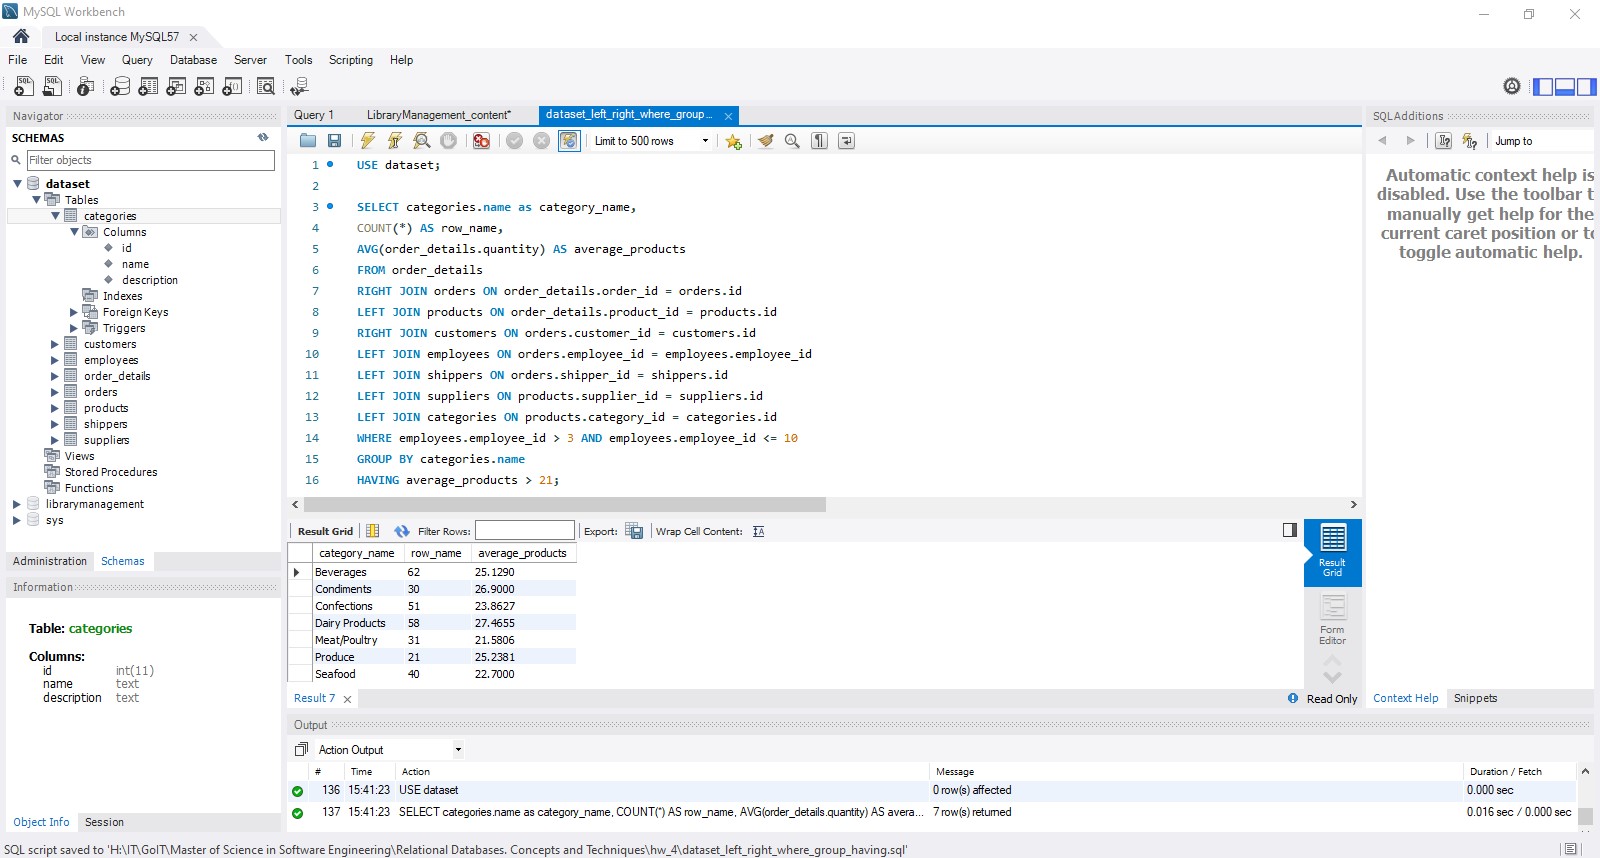 MySQL Workbench
Local instance MySQL57
File Edit View Query Database Server Tools Scripting Help
Navigator
SCHEMAS
Filter objects
dataset
Tables
categories
Columns
id
name
description
Indexes
Foreign Keys
Triggers
customers
employees
order_details
orders
products
shippers
suppliers
Views
Stored Procedures
Functions
librarymanagement
sys
Administration Schemas
Information
Table: categories
Columns:
id int(11)
name text
description text
Object Info Session
Query 1 LibraryManagement_content* dataset_left_right_where_group...
Limit to 500 rows
1 USE dataset;
2
3 SELECT categories.name as category_name,
4 COUNT(*) AS row_name,
5 AVG(order_details.quantity) AS average_products
6 FROM order_details
7 RIGHT JOIN orders ON order_details.order_id = orders.id
8 LEFT JOIN products ON order_details.product_id = products.id
9 RIGHT JOIN customers ON orders.customer_id = customers.id
10 LEFT JOIN employees ON orders.employee_id = employees.employee_id
11 LEFT JOIN shippers ON orders.shipper_id = shippers.id
12 LEFT JOIN suppliers ON products.supplier_id = suppliers.id
13 LEFT JOIN categories ON products.category_id = categories.id
14 WHERE employees.employee_id > 3 AND employees.employee_id <= 10
15 GROUP BY categories.name
16 HAVING average_products > 21;
Result Grid Filter Rows: Export: Wrap Cell Content:
category_name row_name average_products
Beverages 62 25.1290
Condiments 30 26.9000
Confections 51 23.8627
Dairy Products 58 27.4655
Meat/Poultry 31 21.5806
Produce 21 25.2381
Seafood 40 22.7000
Result Grid
Form Editor
Result 7
Read Only
SQLAdditions
Jump to
Automatic context help is
disabled. Use the toolbar t
manually get help for the
current caret position or to
toggle automatic help.
Context Help Snippets
Output
Action Output
# Time Action Message Duration / Fetch
136 15:41:23 USE dataset 0 row(s) affected 0.000 sec
137 15:41:23 SELECT categories.name as category_name, COUNT(*) AS row_name, AVG(order_details.quantity) AS avera... 7 row(s) returned 0.016 sec / 0.000 sec
SQL script saved to 'H:\IT\GoIT\Master of Science in Software Engineering\Relational Databases. Concepts and Techniques\hw_4\dataset_left_right_where_group_having.sql'